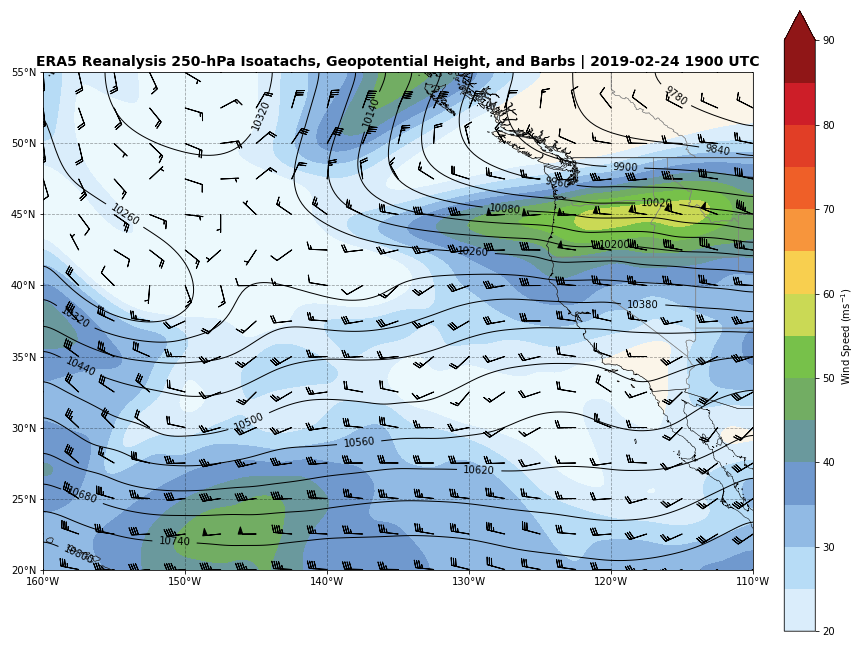 ERA5 Reanalysis 250-hPa Isoatachs, Geopotential Height, and Barbs | 2019-02-24 1900 UTC
55°N
50°N
45°N
40°N
35°N
30°N
25°N
20°N
160°W
150°W
140°W
130°W
120°W
110°W
10320
10140
9780
9840
9900
9960
10020
10080
10200
10260
10260
10380
10320
10440
10500
10560
10620
10680
10740
10800
90
80
70
60
50
40
30
20
Wind Speed (ms⁻¹)